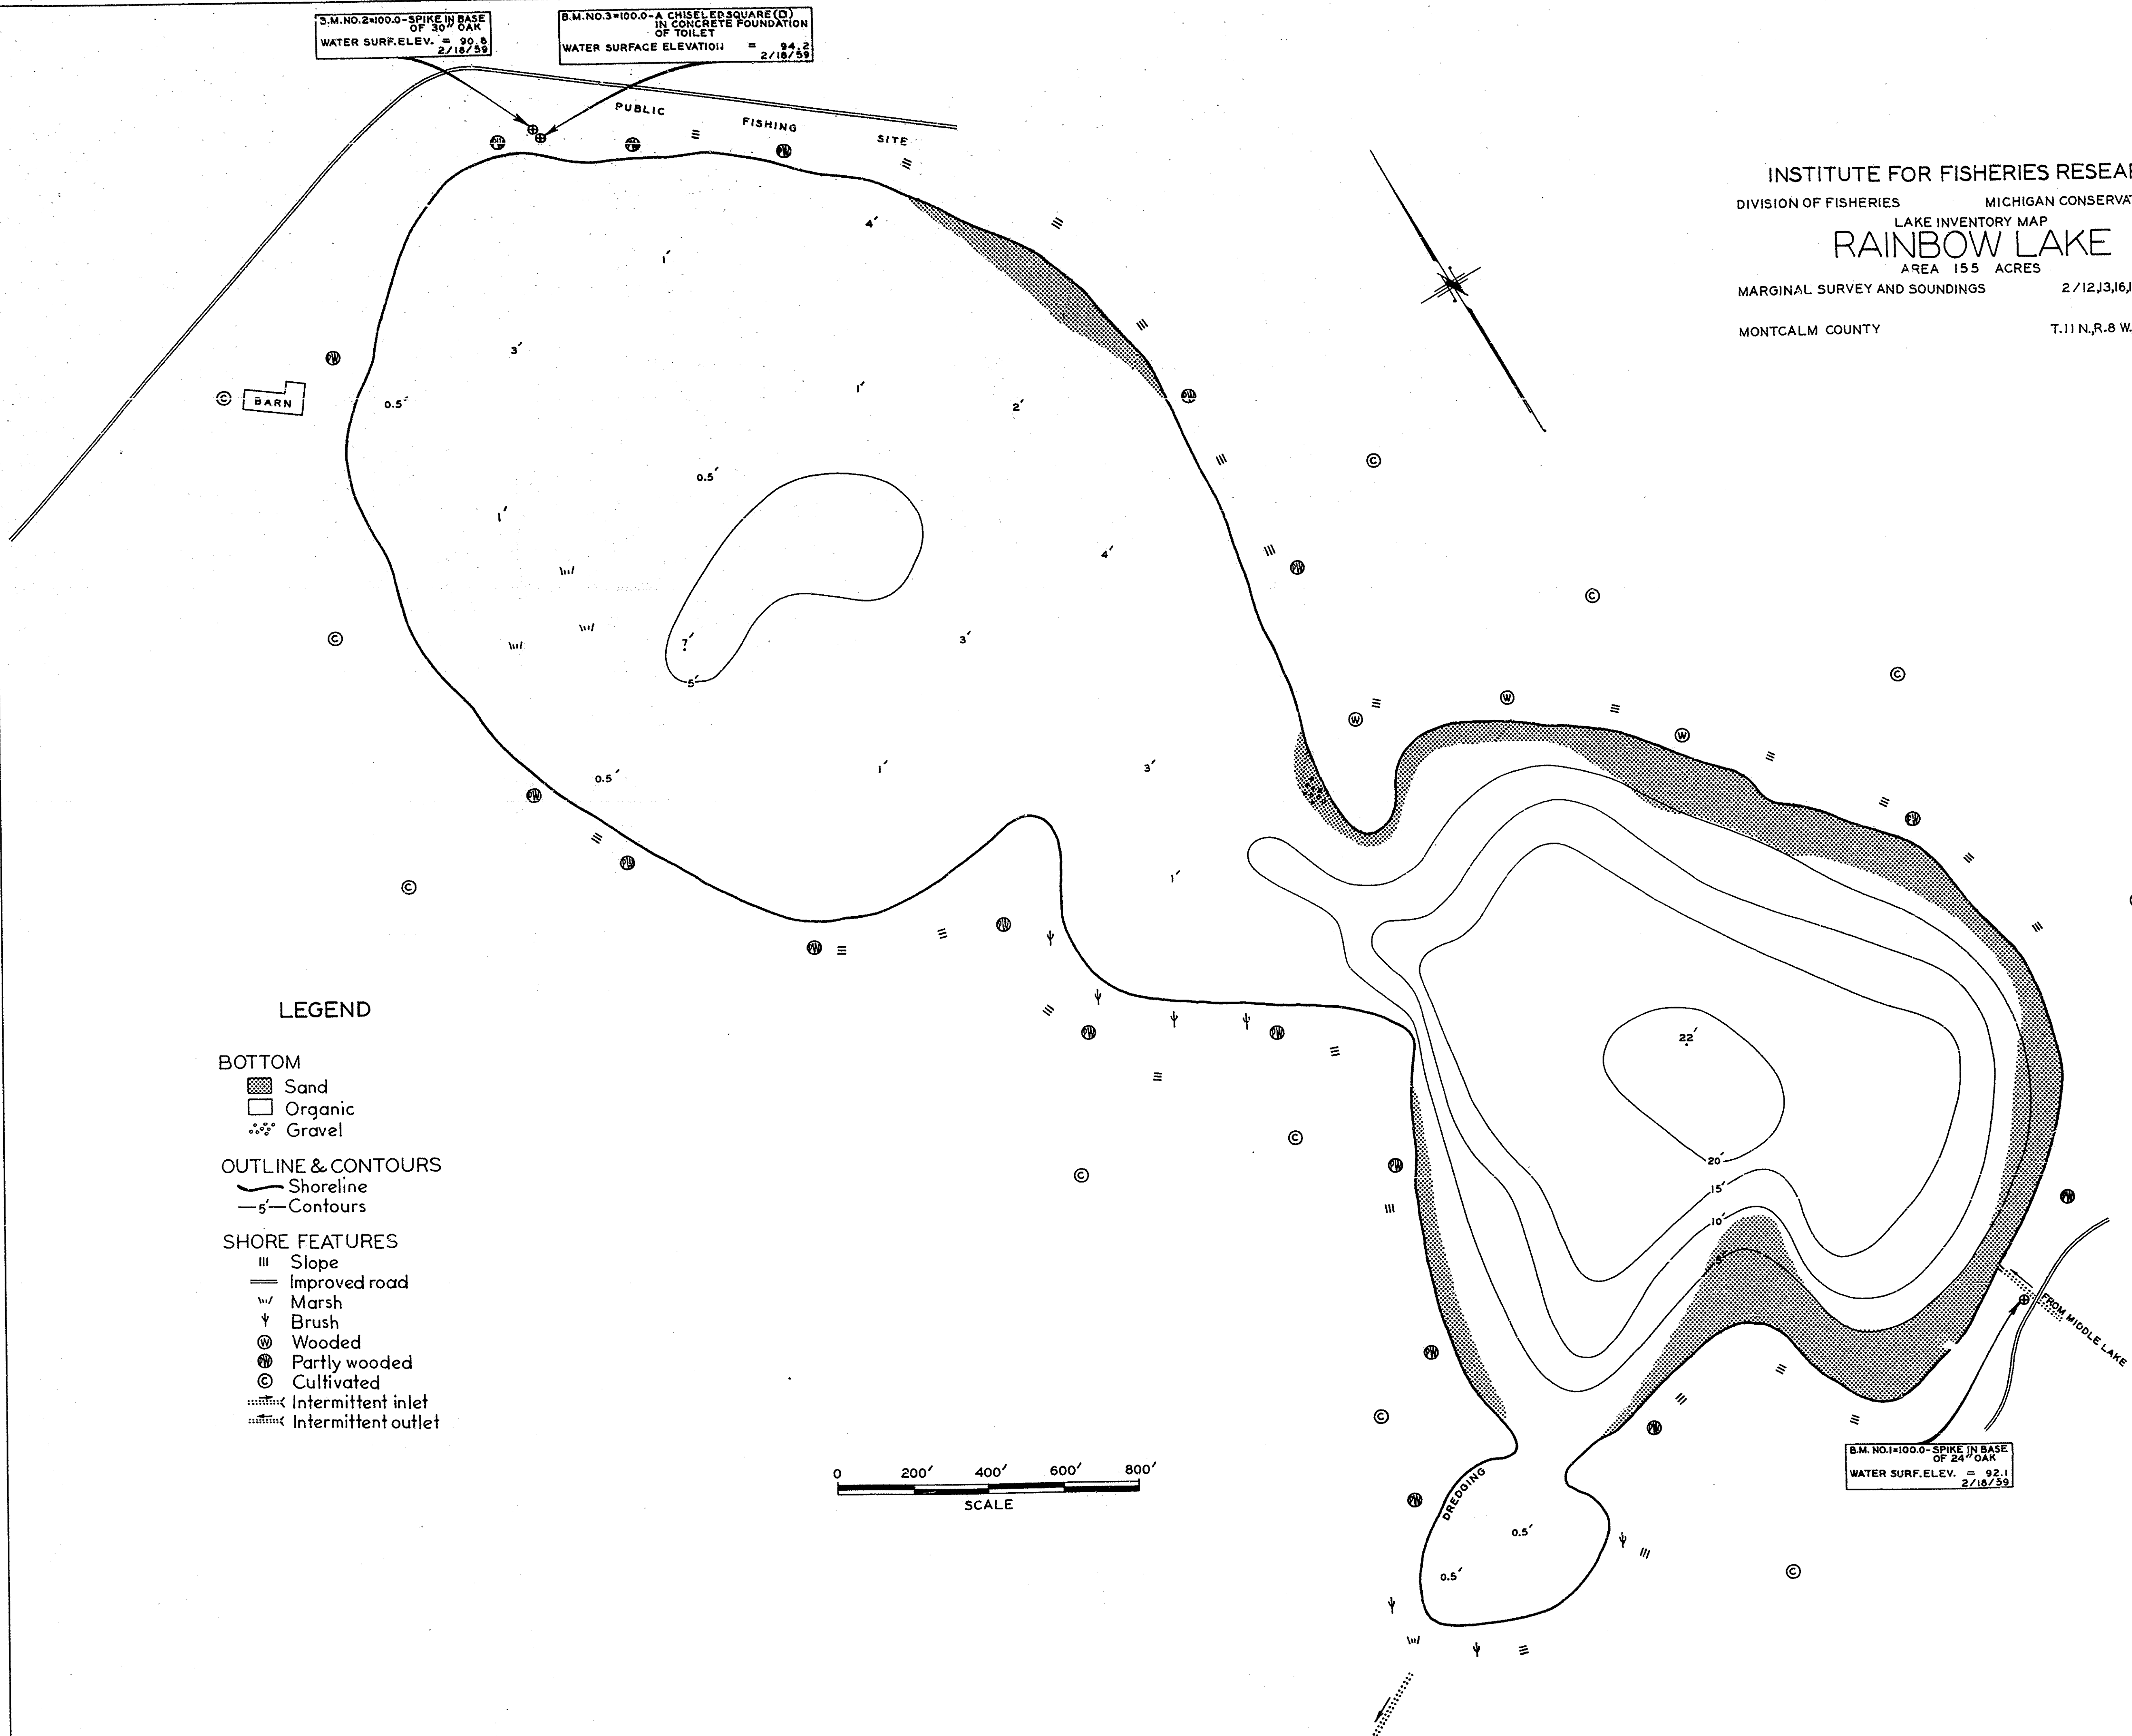 B.M.NO.2=100.0-SPIKE IN BASE
OF 30" OAK
WATER SURF.ELEV. = 90.8
2/18/59
B.M.NO.3=100.0-A CHISELED SQUARE(□)
IN CONCRETE FOUNDATION
OF TOILET
WATER SURFACE ELEVATION = 94.2
2/18/59
PUBLIC FISHING SITE
INSTITUTE FOR FISHERIES
DIVISION OF FISHERIES
LAKE INVENTORY MAP
RAINBOW LAKE
AREA 155 ACRES
MARGINAL SURVEY AND SOUNDINGS 2/12,13,16,
MONTCALM COUNTY T.11 N.,R.8 W.
MICHIGAN
BARN
4'
1'
3'
0.5'
1'
2'
0.5'
1'
4'
7'
3'
5'
0.5'
1'
3'
1'
22'
20'
15'
10'
5'
FROM MIDDLE LAKE
B.M. NO.1=100.0-SPIKE IN BASE
OF 24" OAK
WATER SURF.ELEV. = 92.1
2/18/59
DREDGING
0.5'
0.5'
LEGEND
BOTTOM
Sand
Organic
Gravel
OUTLINE & CONTOURS
Shoreline
5' Contours
SHORE FEATURES
Slope
Improved road
Marsh
Brush
W Wooded
PW Partly wooded
C Cultivated
Intermittent inlet
Intermittent outlet
0 200' 400' 600' 800'
SCALE